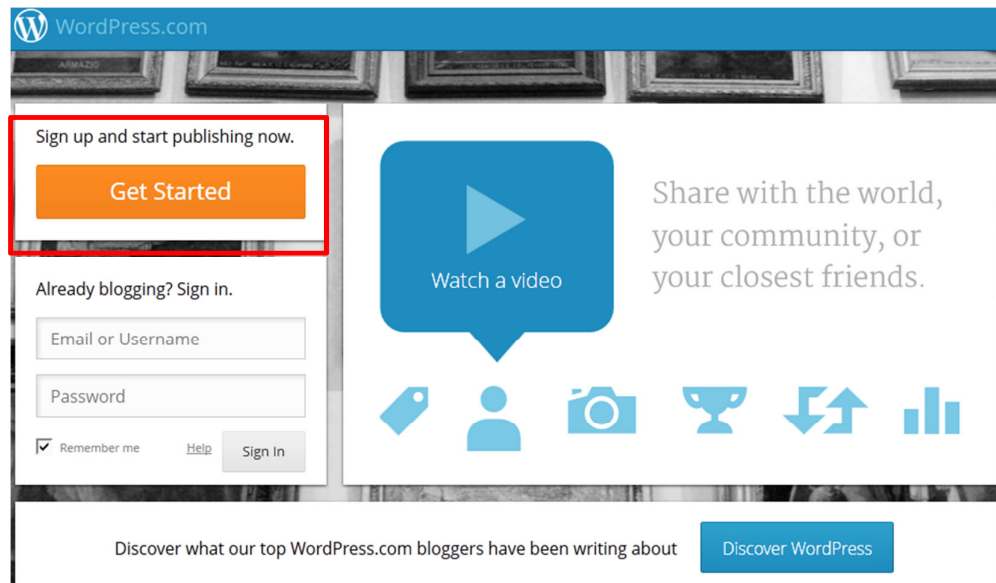 WordPress.com
ARMAZIO
Sign up and start publishing now.
Get Started
Already blogging? Sign in.
Email or Username
Password
Remember me
Help
Sign In
Watch a video
Share with the world,
your community, or
your closest friends.
Discover what our top WordPress.com bloggers have been writing about
Discover WordPress